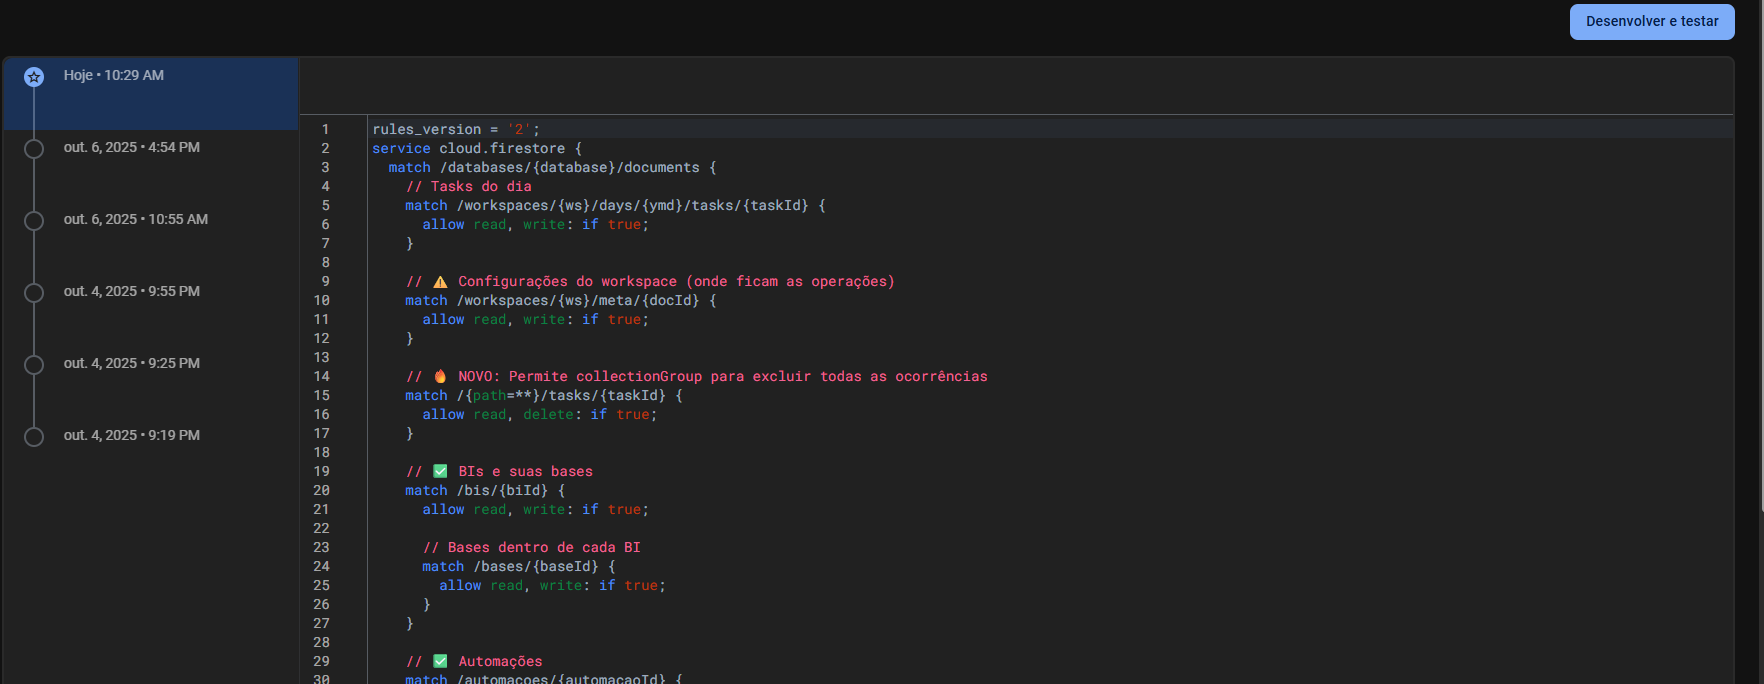 Desenvolver e testar
Hoje • 10:29 AM
out. 6, 2025 • 4:54 PM
out. 6, 2025 • 10:55 AM
out. 4, 2025 • 9:55 PM
out. 4, 2025 • 9:25 PM
out. 4, 2025 • 9:19 PM
1 rules_version = '2';
2 service cloud.firestore {
3 match /databases/{database}/documents {
4 // Tasks do dia
5 match /workspaces/{ws}/days/{ymd}/tasks/{taskId} {
6 allow read, write: if true;
7 }
8
9 // ⚠️ Configurações do workspace (onde ficam as operações)
10 match /workspaces/{ws}/meta/{docId} {
11 allow read, write: if true;
12 }
13
14 // 🔥 NOVO: Permite collectionGroup para excluir todas as ocorrências
15 match /{path=**}/tasks/{taskId} {
16 allow read, delete: if true;
17 }
18
19 // ✅ BIs e suas bases
20 match /bis/{biId} {
21 allow read, write: if true;
22
23 // Bases dentro de cada BI
24 match /bases/{baseId} {
25 allow read, write: if true;
26 }
27 }
28
29 // ✅ Automações
30 match /automacoes/{automacaoId} {